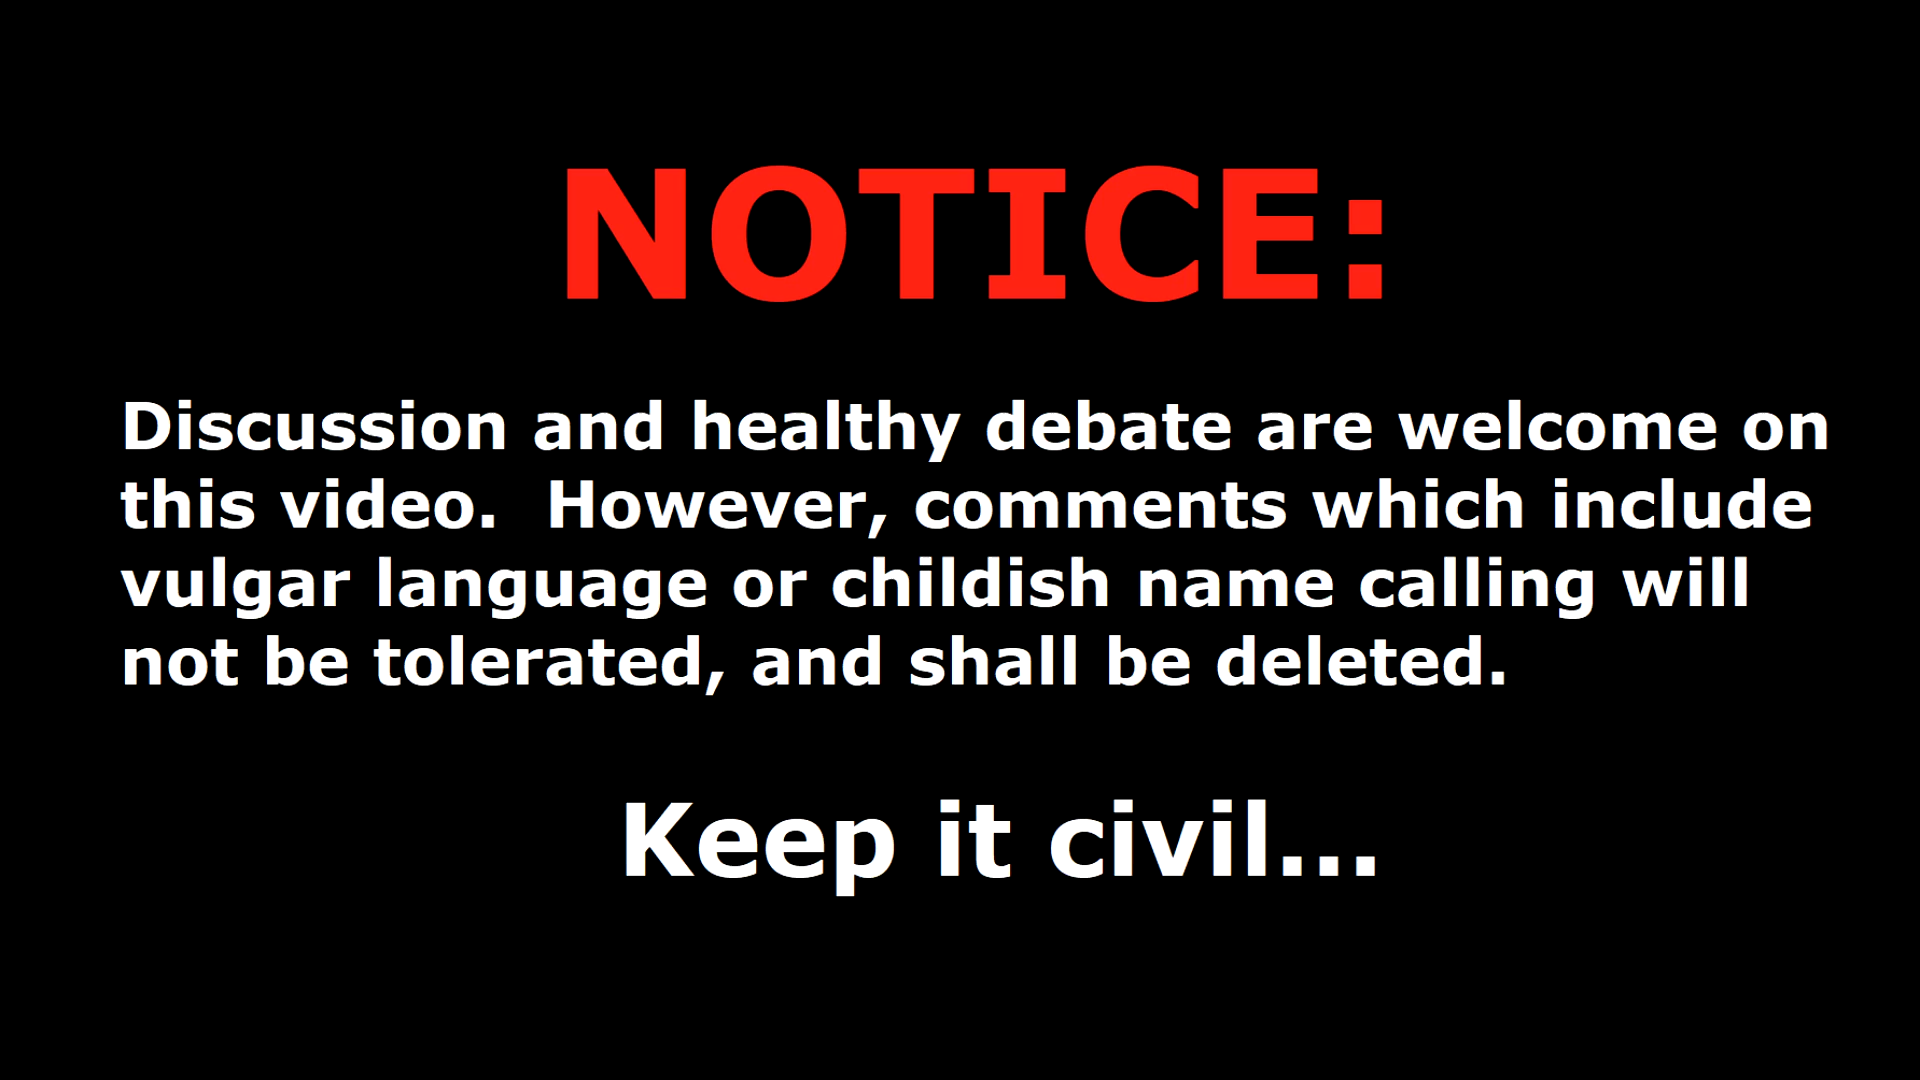 NOTICE:
Discussion and healthy debate are welcome on
this video.  However, comments which include
vulgar language or childish name calling will
not be tolerated, and shall be deleted.
Keep it civil...